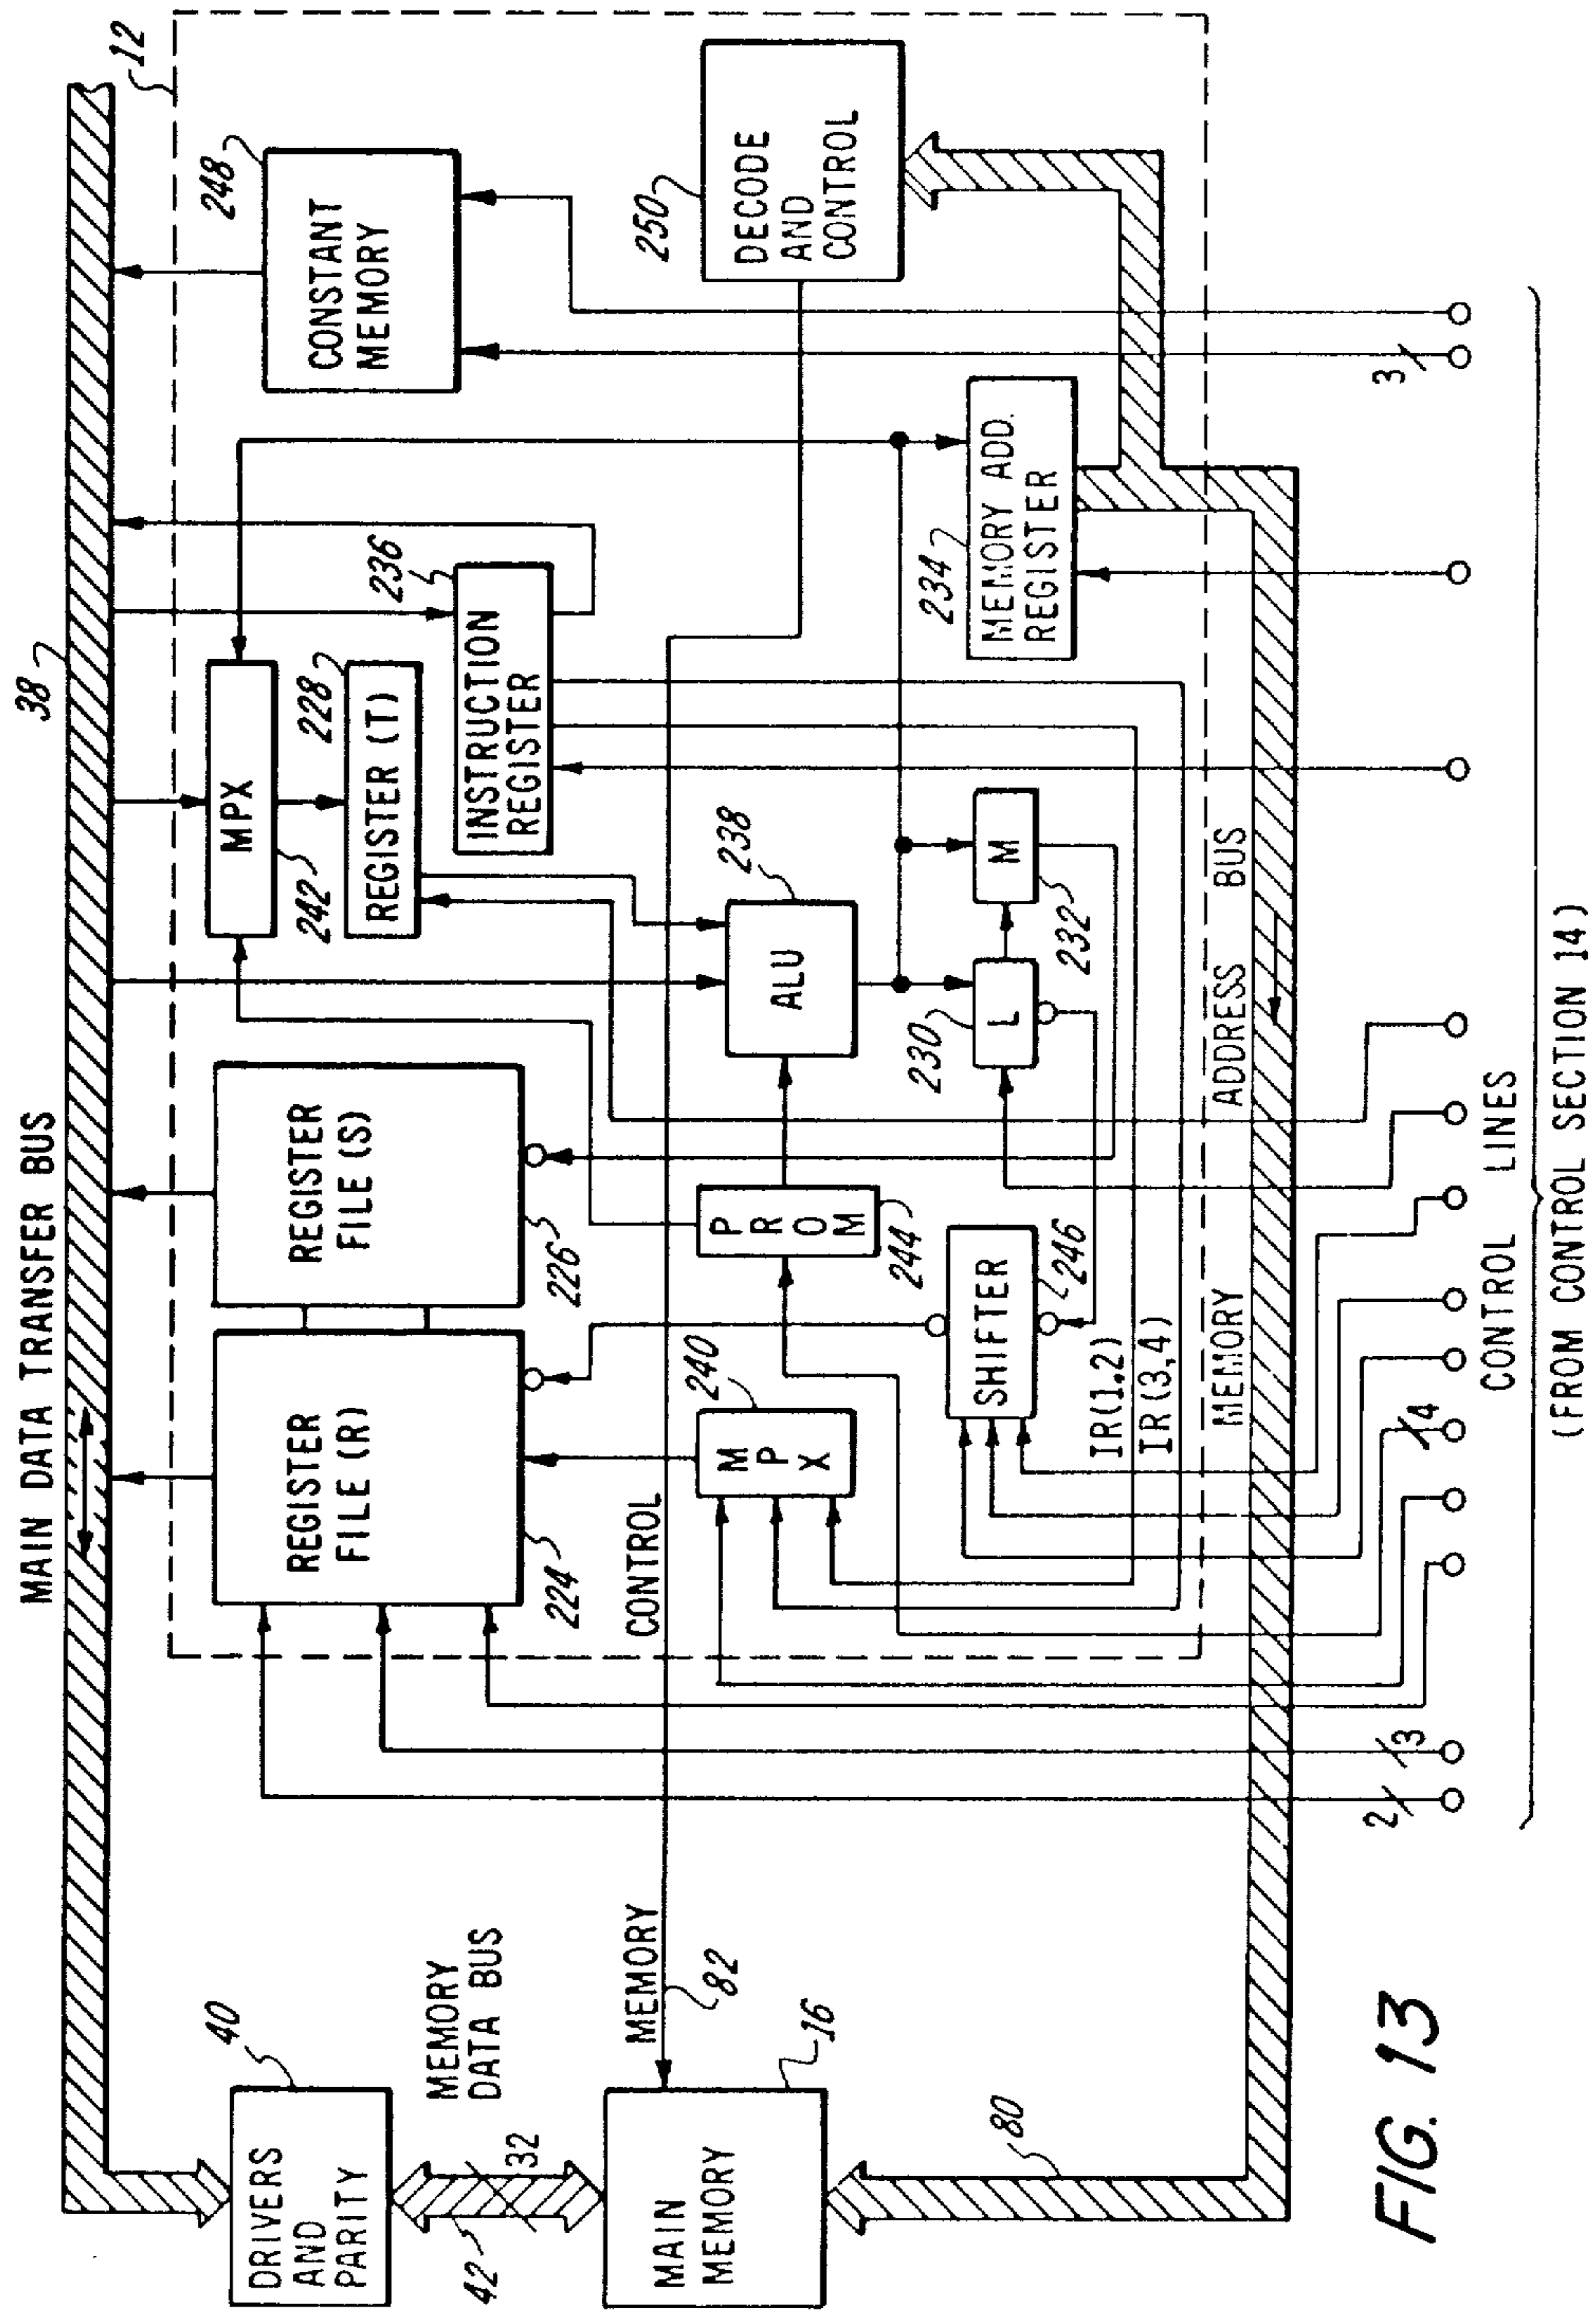 MAIN DATA TRANSFER BUS
38
12
40
DRIVERS
AND
PARITY
42
32
MEMORY
DATA BUS
MAIN
MEMORY
16
80
MEMORY
82
CONTROL
REGISTER
FILE (R)
224
REGISTER
FILE (S)
226
MPX
242
REGISTER (T)
228
INSTRUCTION
REGISTER
236
CONSTANT
MEMORY
248
MPX
240
PROM
244
ALU
238
DECODE
AND
CONTROL
250
SHIFTER
246
L
230
M
232
MEMORY ADD.
REGISTER
234
IR(1,2)
IR(3,4)
MEMORY ADDRESS BUS
2
3
4
3
CONTROL LINES
(FROM CONTROL SECTION 14)
FIG. 13